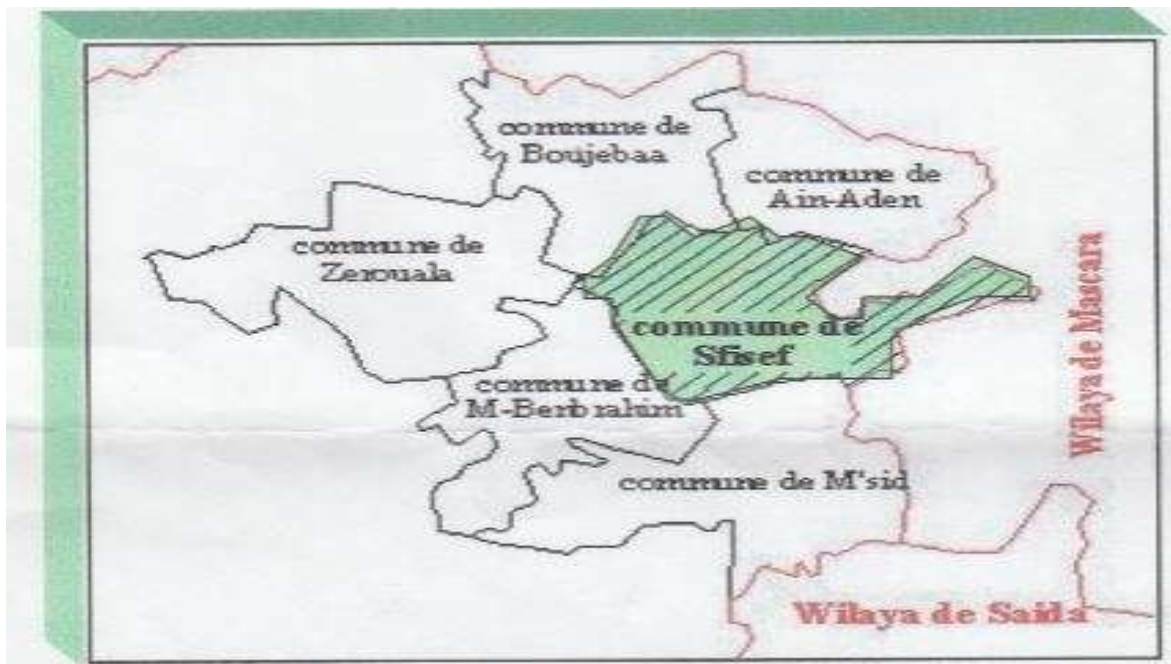 commune de
Boujebaa
commune de
Ain-Aden
commune de
Zerouala
commune de
Sfisef
commune de
M-Benbrahim
commune de M'sid
Wilaya de Mascara
Wilaya de Saida